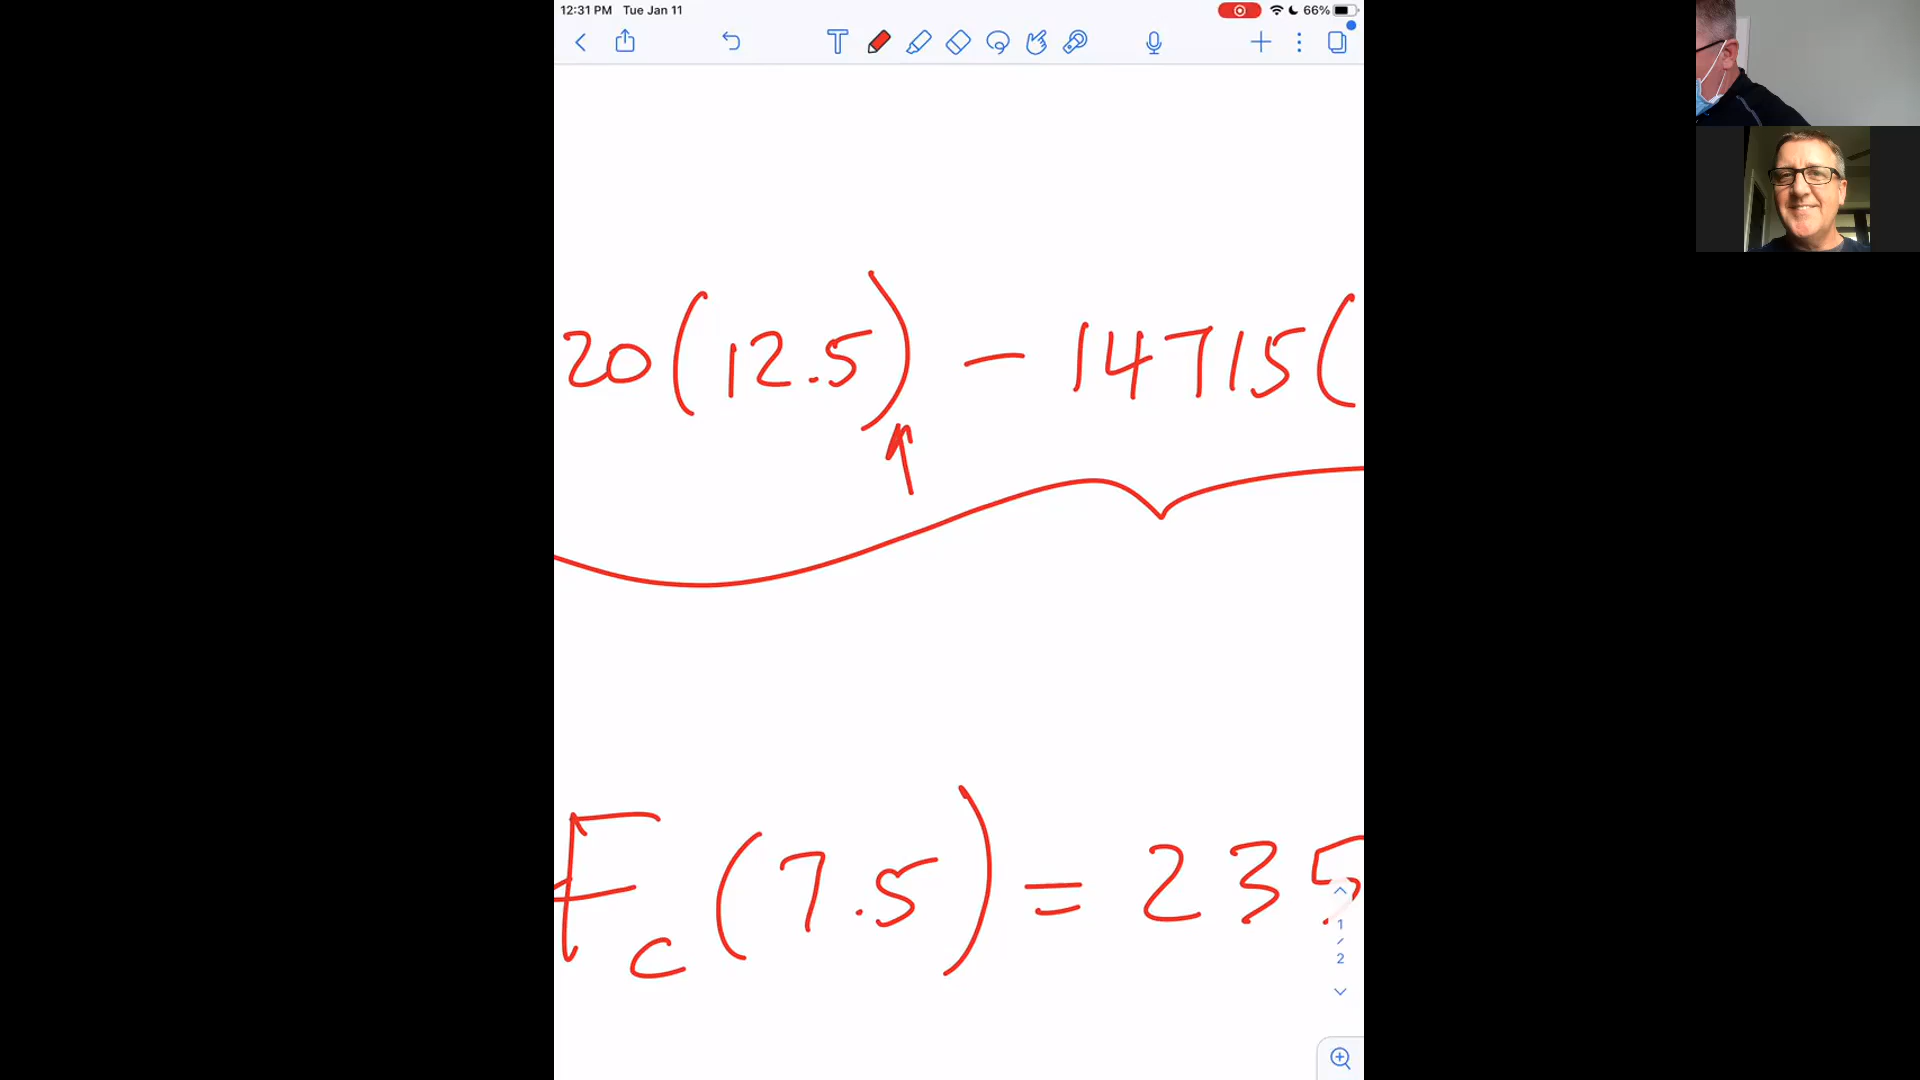 12:31 PM Tue Jan 11
66%
20(12.5) - 14715(
Fc(7.5) = 235
1
2